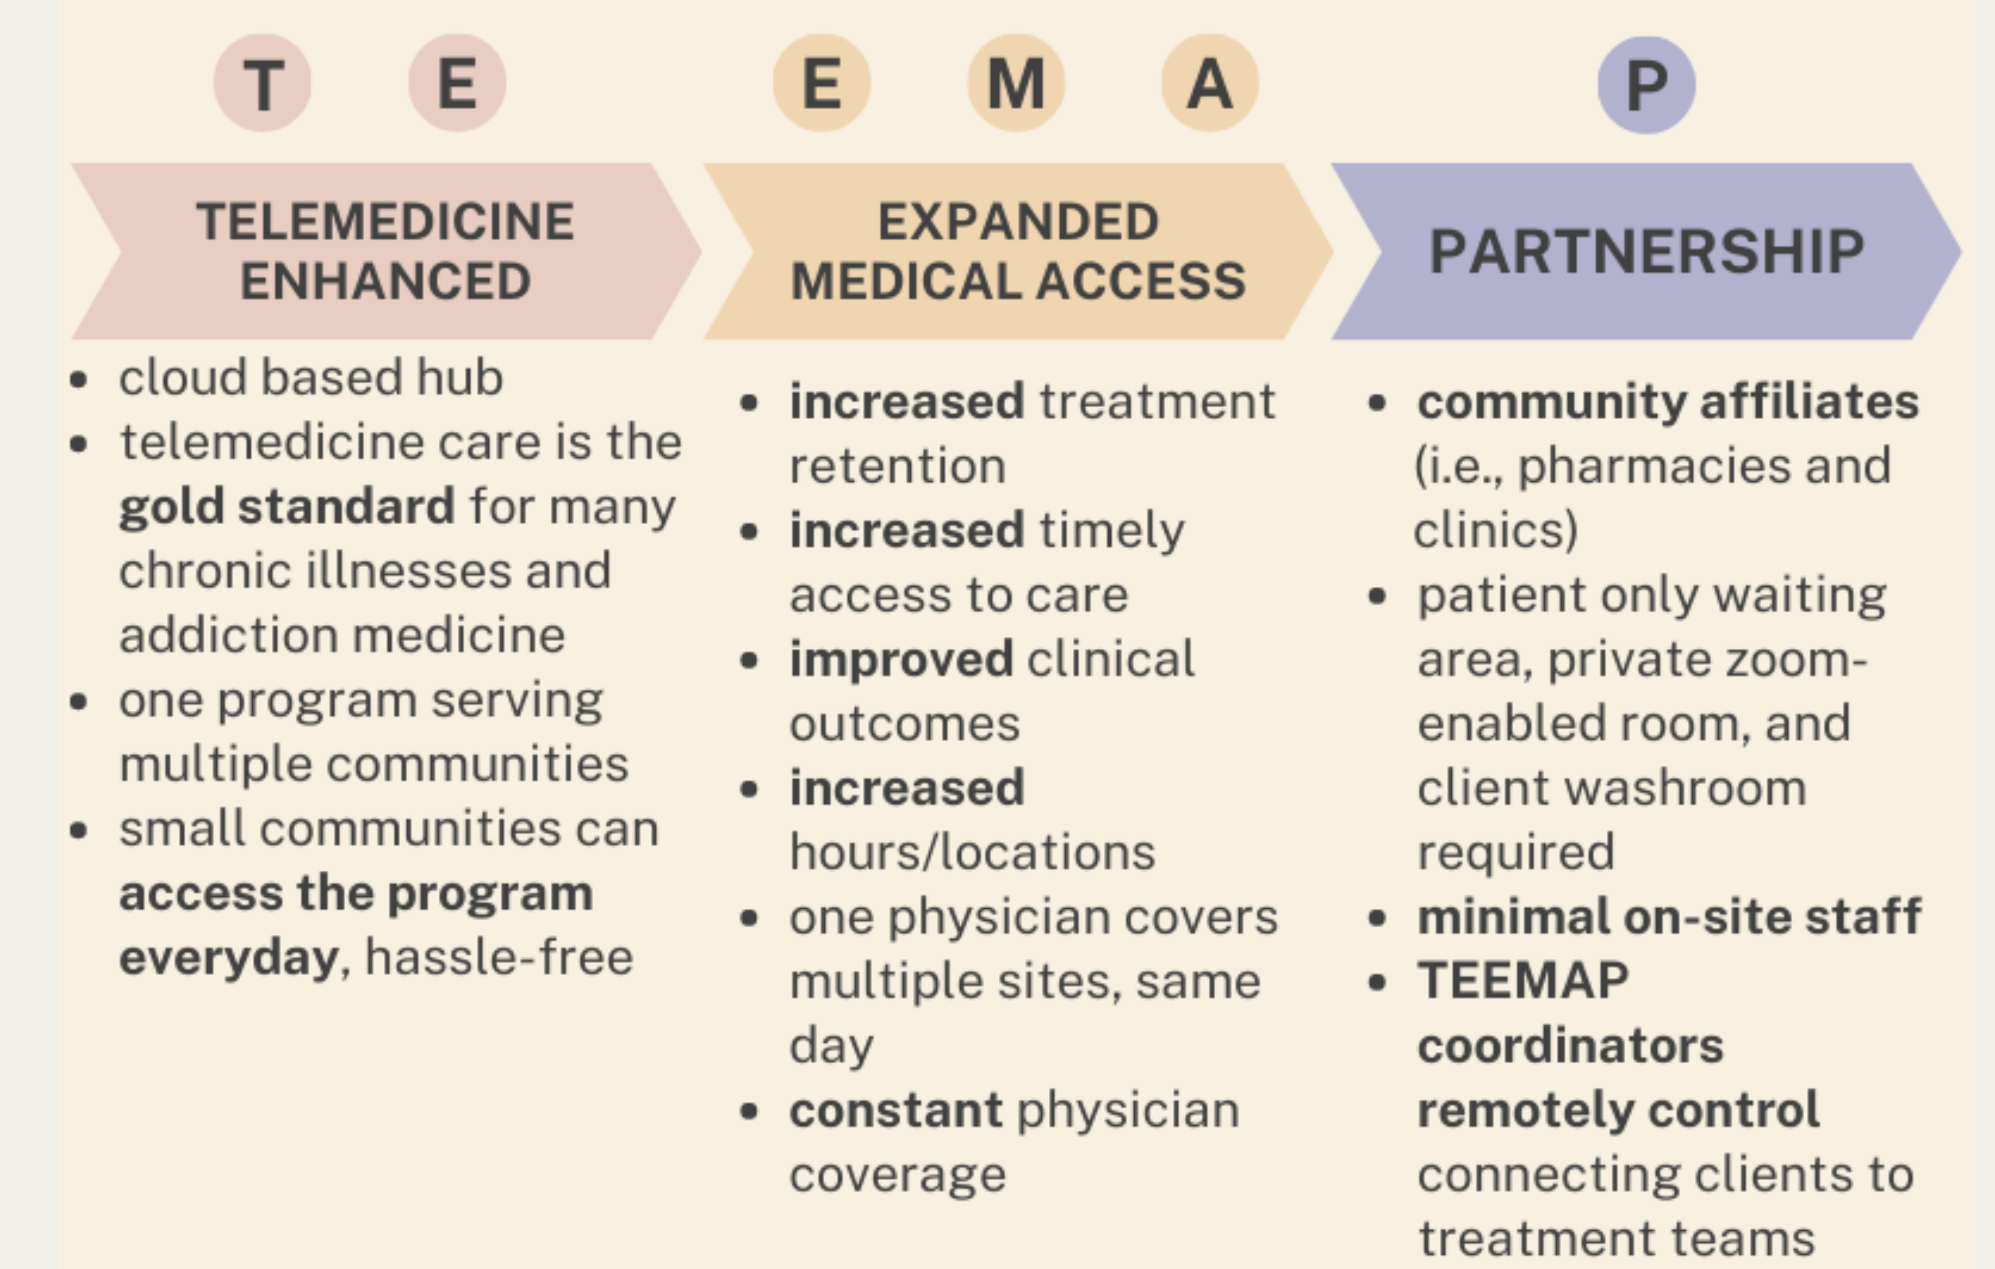 T E E M A P
TELEMEDICINE
ENHANCED
• cloud based hub
• telemedicine care is the
gold standard for many
chronic illnesses and
addiction medicine
• one program serving
multiple communities
• small communities can
access the program
everyday, hassle-free
EXPANDED
MEDICAL ACCESS
• increased treatment
retention
• increased timely
access to care
• improved clinical
outcomes
• increased
hours/locations
• one physician covers
multiple sites, same
day
• constant physician
coverage
PARTNERSHIP
• community affiliates
(i.e., pharmacies and
clinics)
• patient only waiting
area, private zoom-
enabled room, and
client washroom
required
• minimal on-site staff
• TEEMAP
coordinators
remotely control
connecting clients to
treatment teams